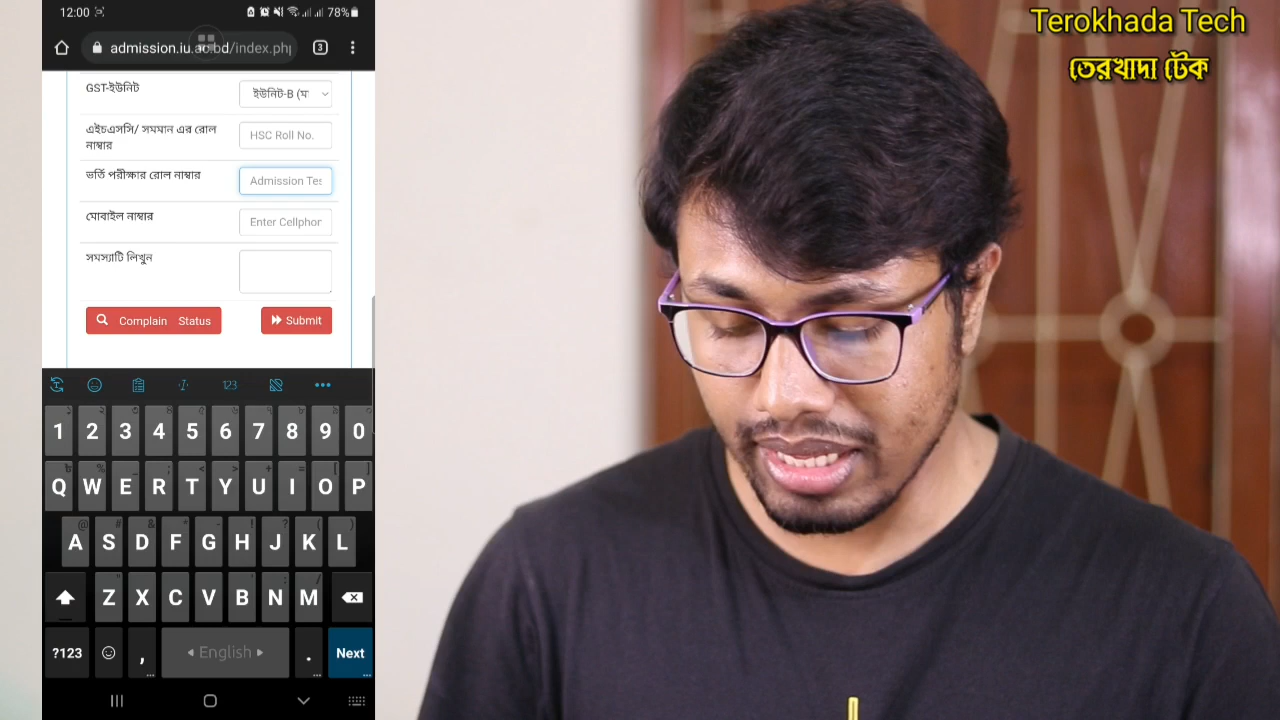 Terokhada Tech
তেরখাদা টেক
12:00
78%
admission.iu.ac.bd/index.php
3
GST-ইউনিট
ইউনিট-B (ম
এইচএসসি/ সমমান এর রোল
নাম্বার
HSC Roll No.
ভর্তি পরীক্ষার রোল নাম্বার
Admission Tes
মোবাইল নাম্বার
Enter Cellphon
সমস্যাটি লিখুন
Complain Status
Submit
123
1 2 3 4 5 6 7 8 9 0
Q W E R T Y U I O P
A S D F G H J K L
Z X C V B N M
?123 , English . Next